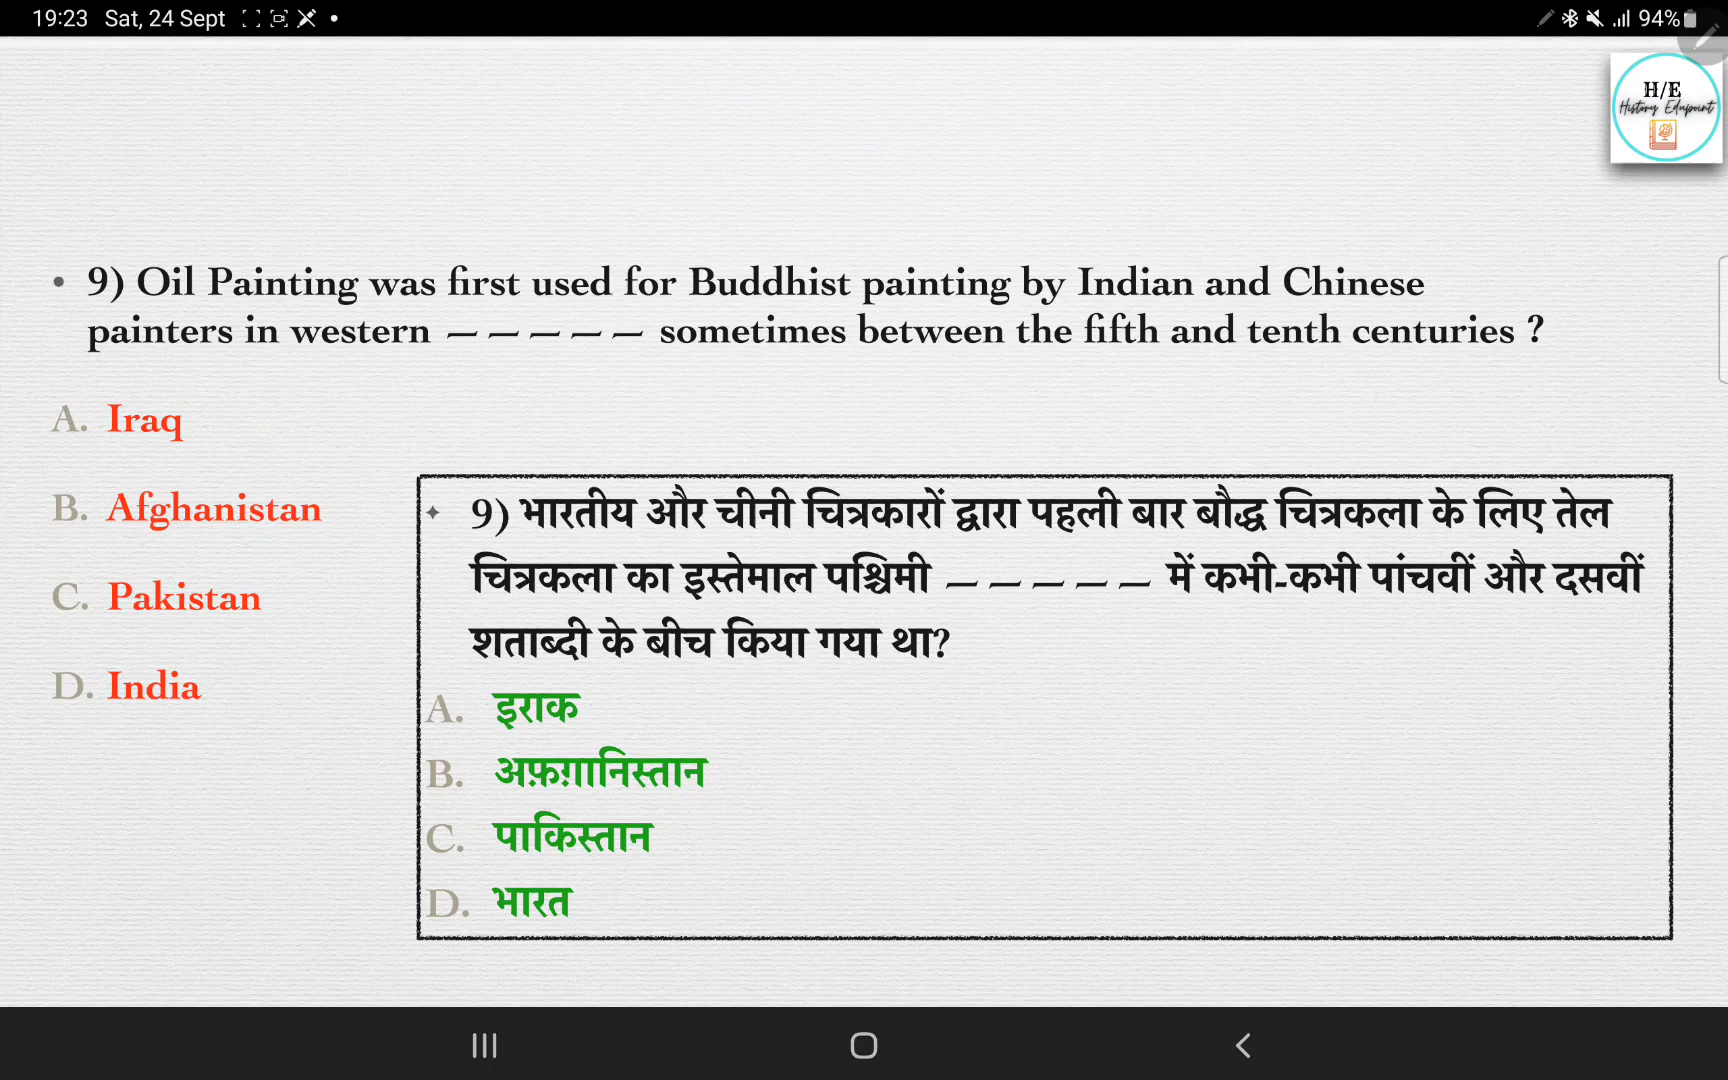 19:23 Sat, 24 Sept
94%
H/E
History Edupoint
• 9) Oil Painting was first used for Buddhist painting by Indian and Chinese
painters in western – – – – – sometimes between the fifth and tenth centuries ?
A. Iraq
B. Afghanistan
C. Pakistan
D. India
9) भारतीय और चीनी चित्रकारों द्वारा पहली बार बौद्ध चित्रकला के लिए तेल
चित्रकला का इस्तेमाल पश्चिमी – – – – – में कभी-कभी पांचवीं और दसवीं
शताब्दी के बीच किया गया था?
A. इराक
B. अफ़ग़ानिस्तान
C. पाकिस्तान
D. भारत